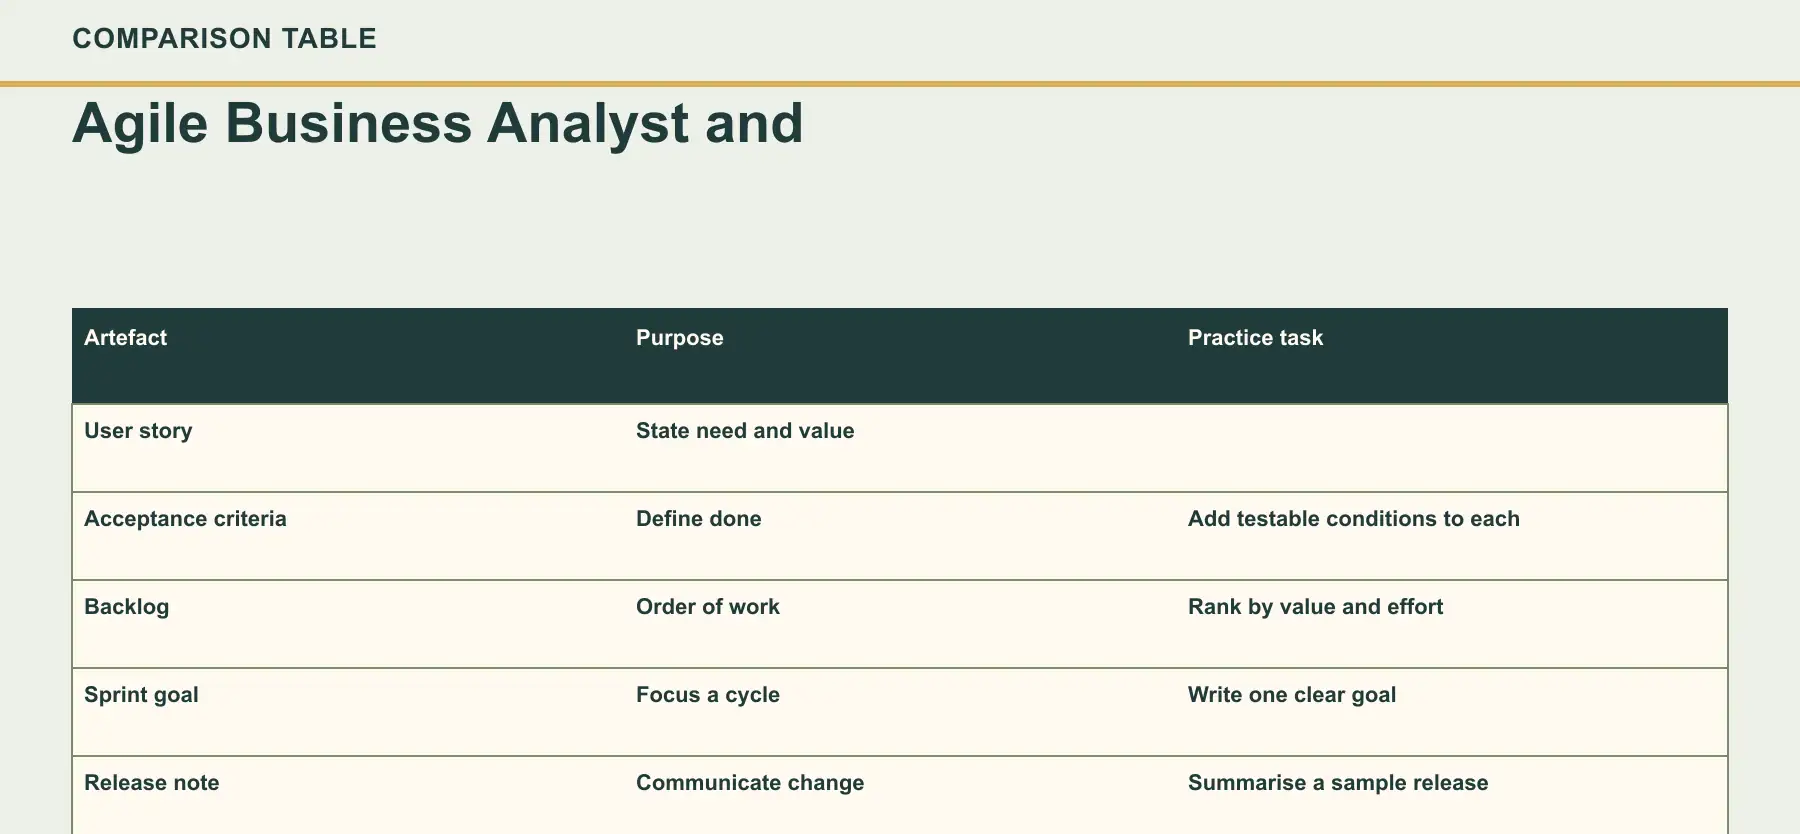 COMPARISON TABLE
Agile Business Analyst and
Artefact Purpose Practice task
User story State need and value
Acceptance criteria Define done Add testable conditions to each
Backlog Order of work Rank by value and effort
Sprint goal Focus a cycle Write one clear goal
Release note Communicate change Summarise a sample release